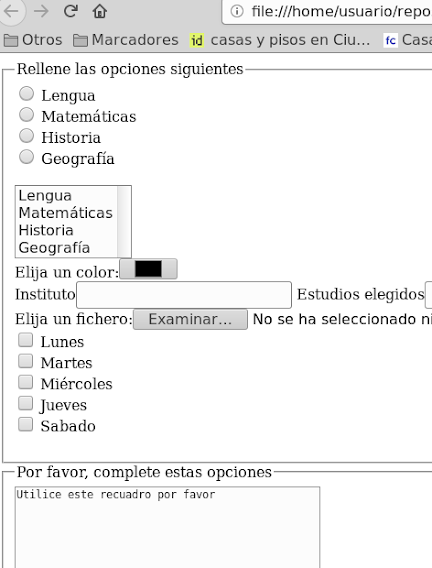 file:///home/usuario/repo
Otros Marcadores id casas y pisos en Ciu... fc Casa
Rellene las opciones siguientes
Lengua
Matemáticas
Historia
Geografía
Lengua
Matemáticas
Historia
Geografía
Elija un color:
Instituto Estudios elegidos
Elija un fichero: Examinar... No se ha seleccionado ni
Lunes
Martes
Miércoles
Jueves
Sabado
Por favor, complete estas opciones
Utilice este recuadro por favor